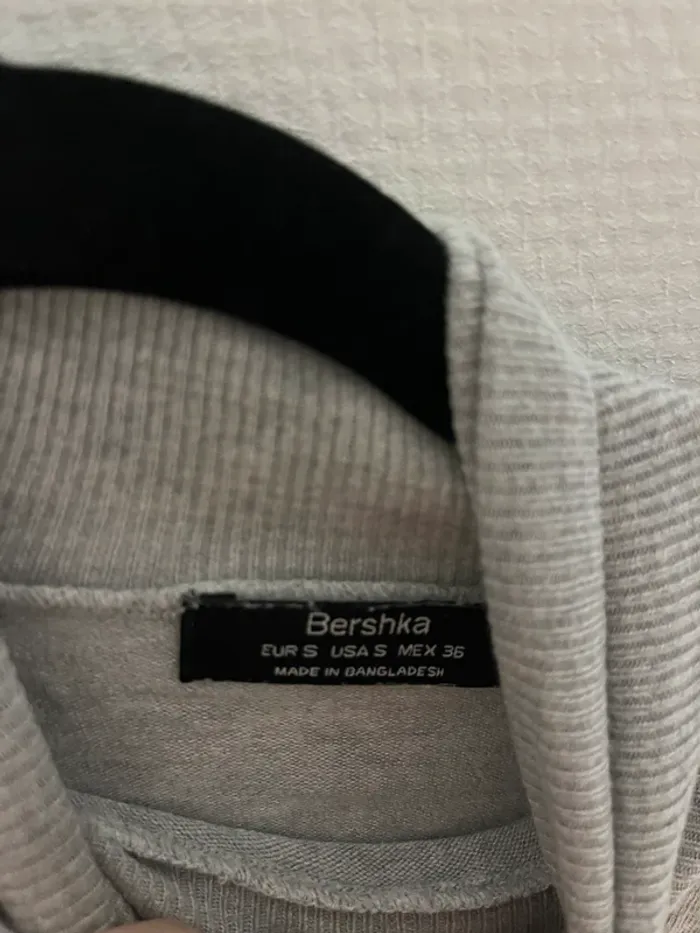 Bershka
EUR S USA S MEX 36
MADE IN BANGLADESH